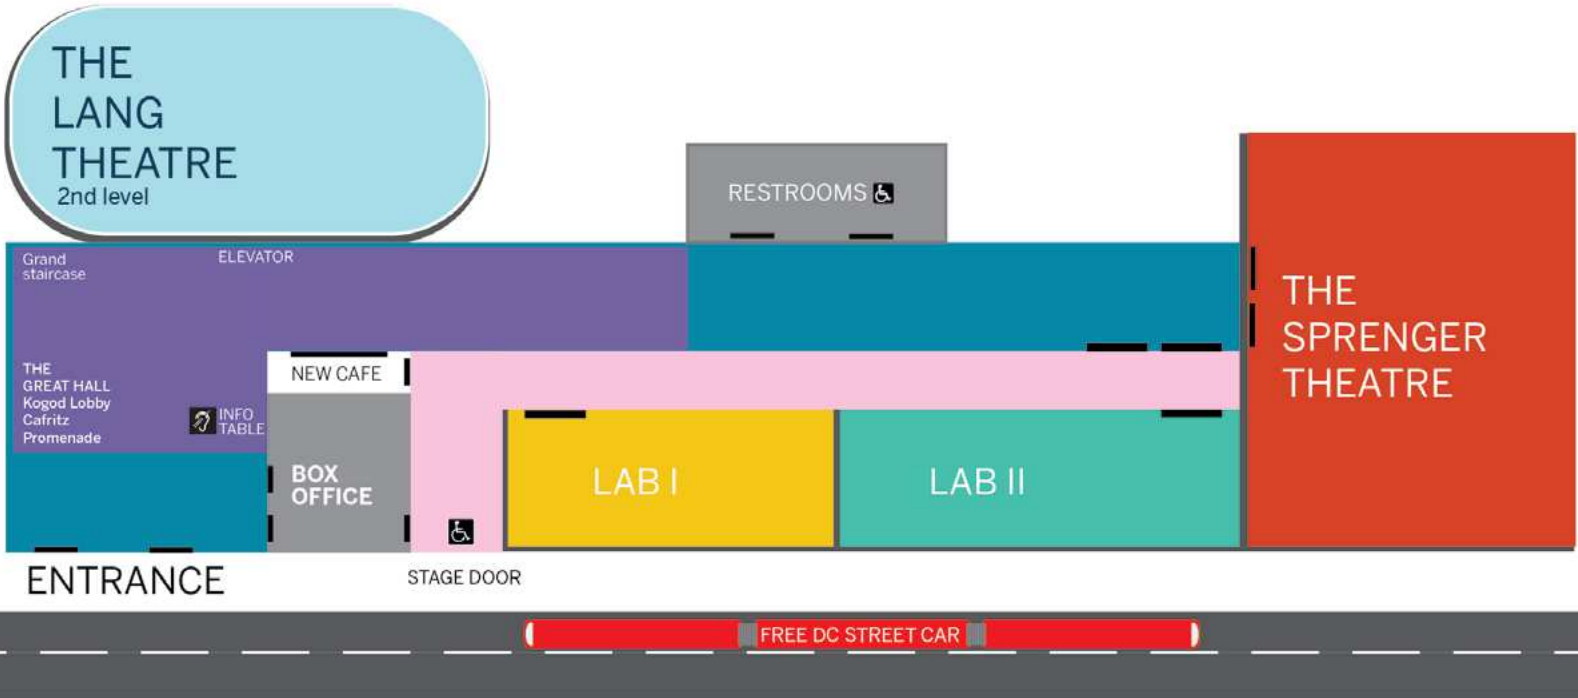 THE
LANG
THEATRE
2nd level
RESTROOMS
Grand
staircase
ELEVATOR
THE
SPRENGER
THEATRE
THE
GREAT HALL
Kogod Lobby
Cafritz
Promenade
NEW CAFE
INFO
TABLE
BOX
OFFICE
LAB I
LAB II
ENTRANCE
STAGE DOOR
FREE DC STREET CAR